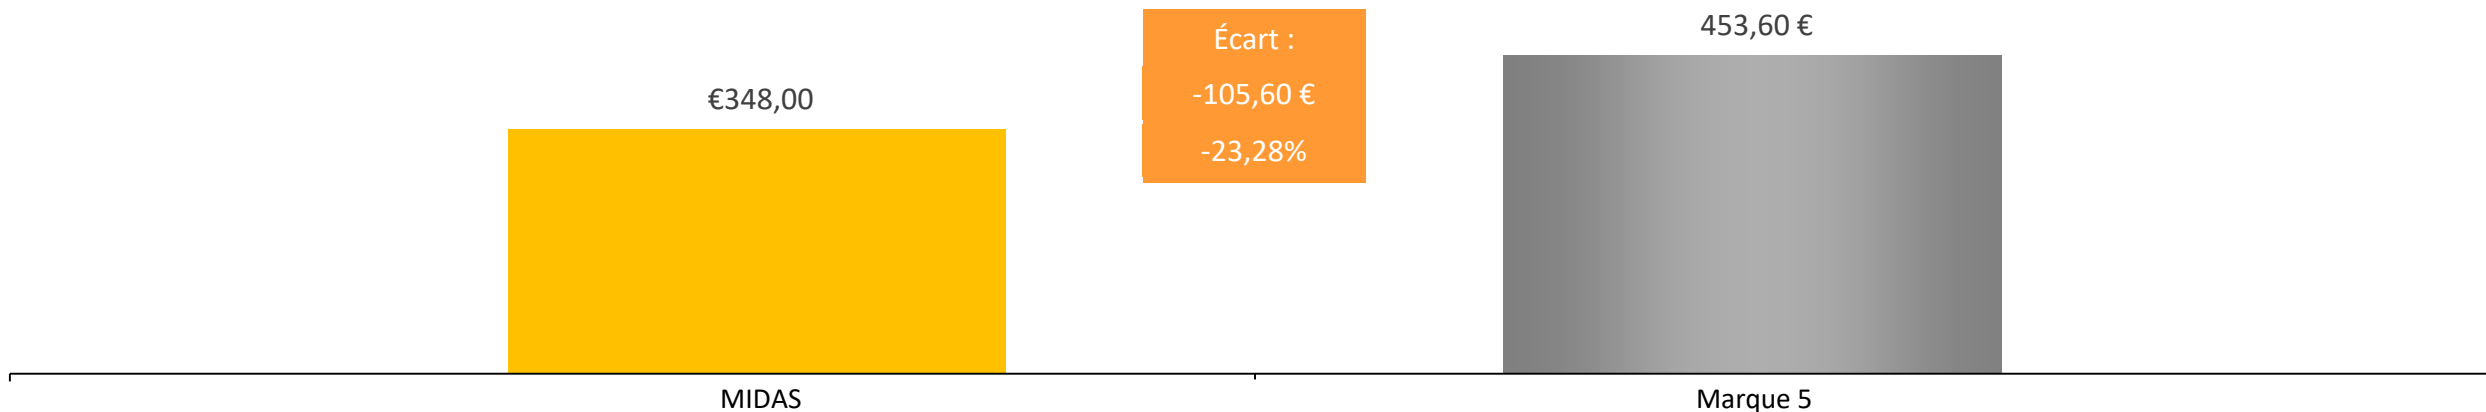 €348,00
Écart :
-105,60 €
-23,28%
453,60 €
MIDAS
Marque 5